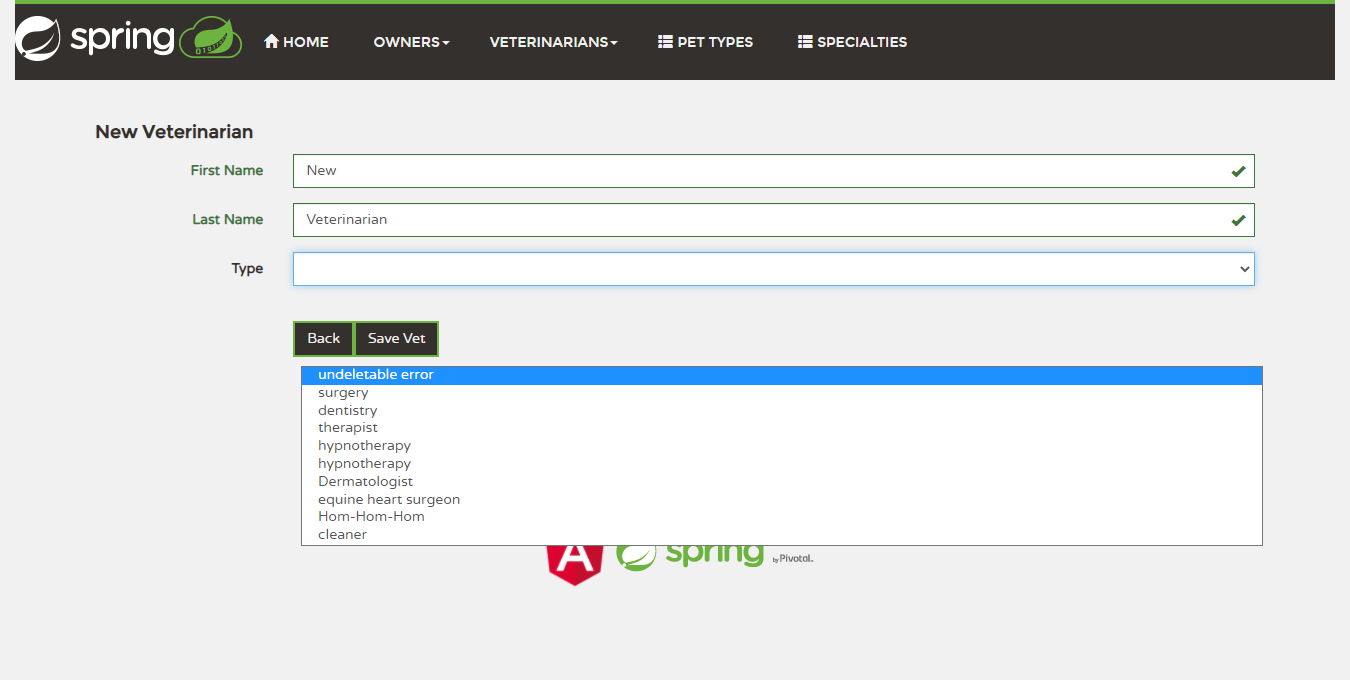 spring HOME OWNERS VETERINARIANS PET TYPES SPECIALTIES
New Veterinarian
First Name New
Last Name Veterinarian
Type
Back Save Vet
undeletable error
surgery
dentistry
therapist
hypnotherapy
hypnotherapy
Dermatologist
equine heart surgeon
Hom-Hom-Hom
cleaner
A spring by Pivotal.